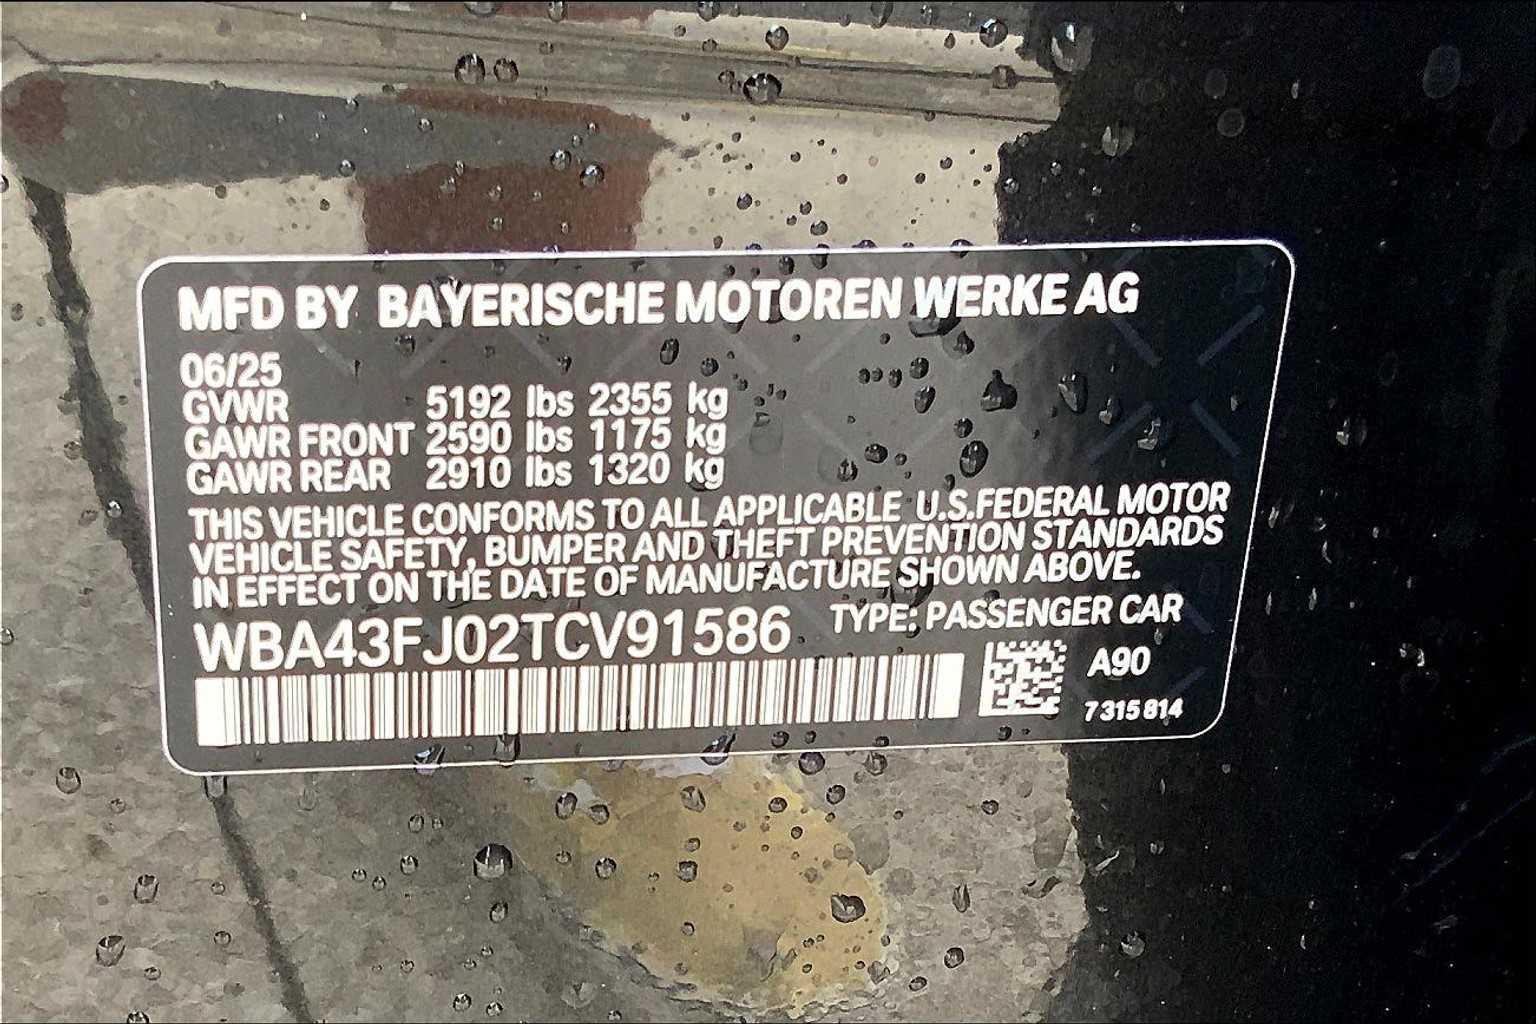 MFD BY BAYERISCHE MOTOREN WERKE AG
06/25
GVWR 5192 lbs 2355 kg
GAWR FRONT 2590 lbs 1175 kg
GAWR REAR 2910 lbs 1320 kg
THIS VEHICLE CONFORMS TO ALL APPLICABLE U.S.FEDERAL MOTOR
VEHICLE SAFETY, BUMPER AND THEFT PREVENTION STANDARDS
IN EFFECT ON THE DATE OF MANUFACTURE SHOWN ABOVE.
WBA43FJ02TCV91586 TYPE: PASSENGER CAR
A90
7 315 814